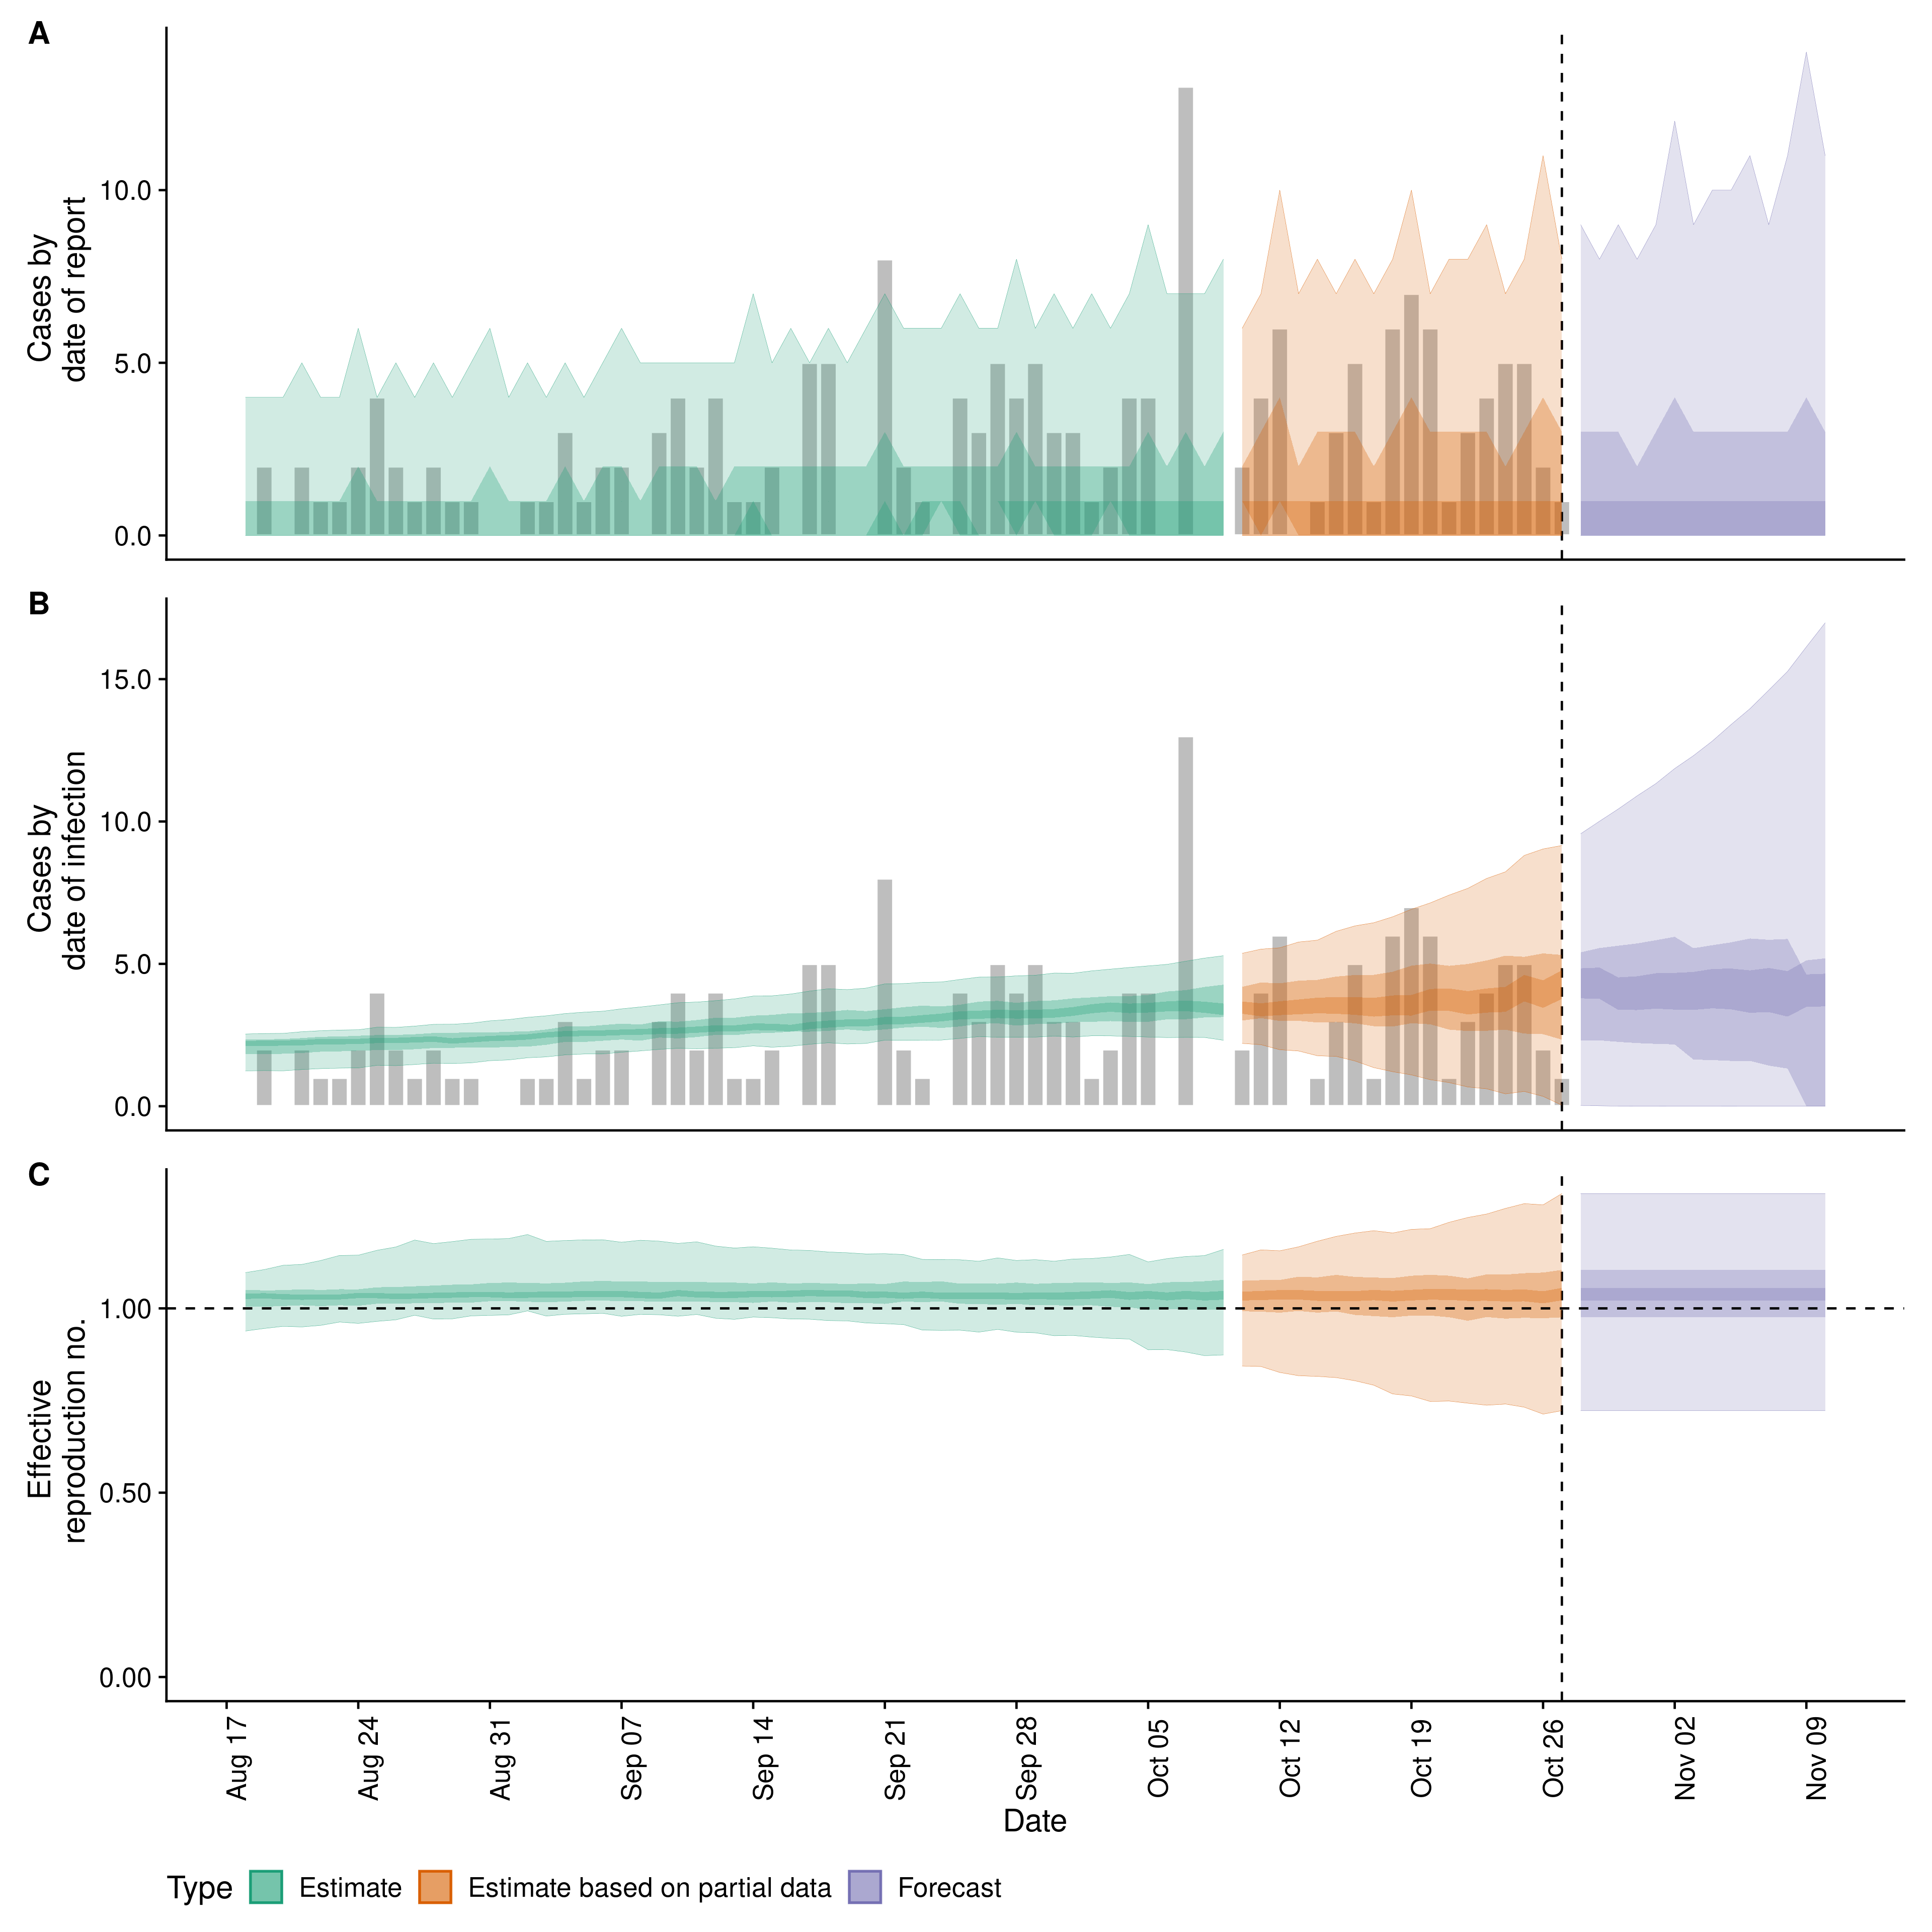 A
Cases by
date of report
10.0
5.0
0.0
B
Cases by
date of infection
15.0
10.0
5.0
0.0
C
Effective
reproduction no.
1.00
0.50
0.00
Aug 17
Aug 24
Aug 31
Sep 07
Sep 14
Sep 21
Sep 28
Oct 05
Oct 12
Oct 19
Oct 26
Nov 02
Nov 09
Date
Type Estimate Estimate based on partial data Forecast